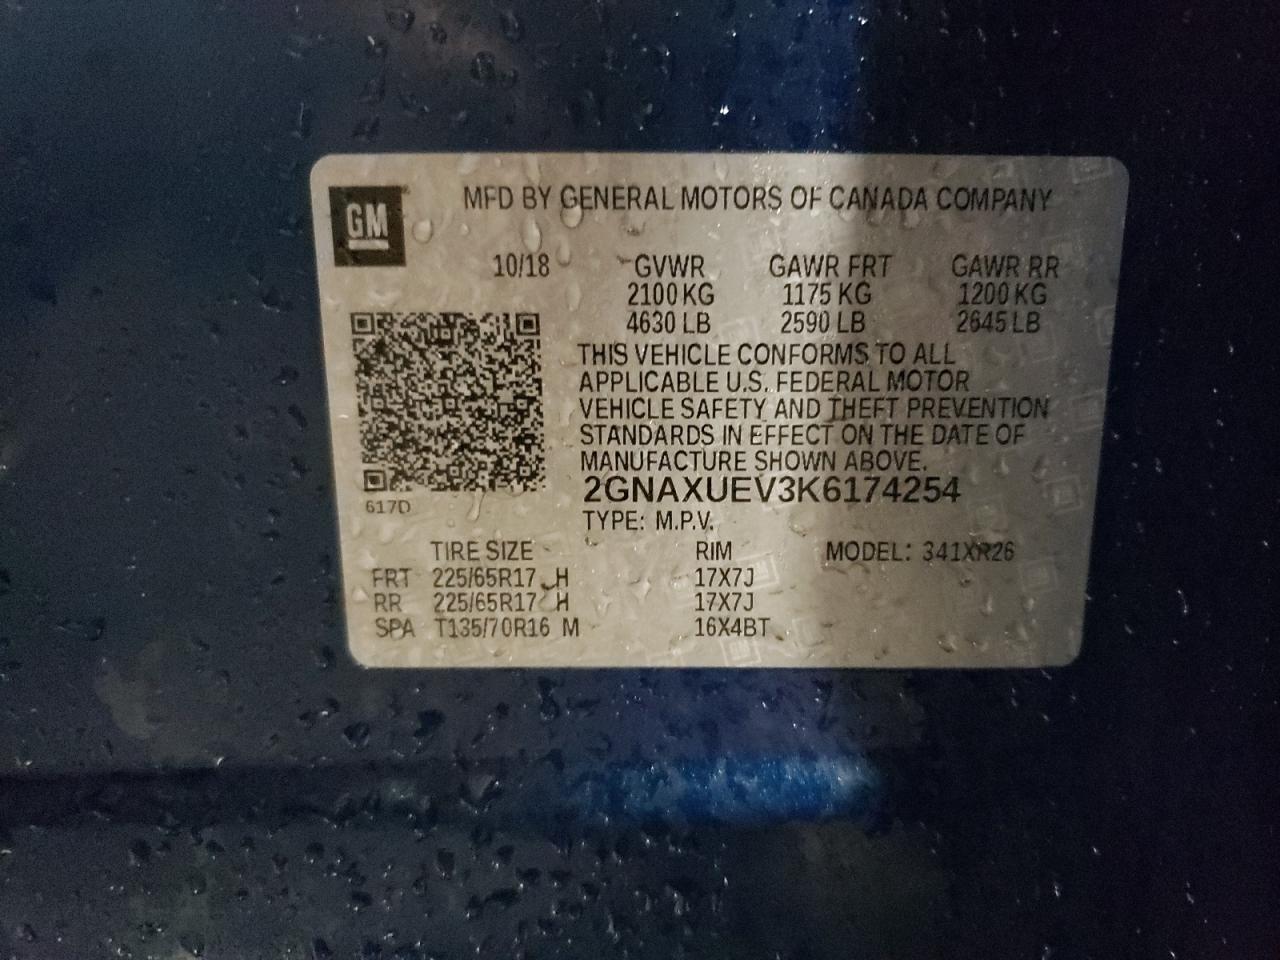 GM
MFD BY GENERAL MOTORS OF CANADA COMPANY
10/18 GVWR GAWR FRT GAWR RR
2100 KG 1175 KG 1200 KG
4630 LB 2590 LB 2645 LB
THIS VEHICLE CONFORMS TO ALL
APPLICABLE U.S. FEDERAL MOTOR
VEHICLE SAFETY AND THEFT PREVENTION
STANDARDS IN EFFECT ON THE DATE OF
MANUFACTURE SHOWN ABOVE.
2GNAXUEV3K6174254
617D
TYPE: M.P.V.
TIRE SIZE RIM MODEL: 341XR26
FRT 225/65R17 H 17X7J
RR 225/65R17 H 17X7J
SPA T135/70R16 M 16X4BT